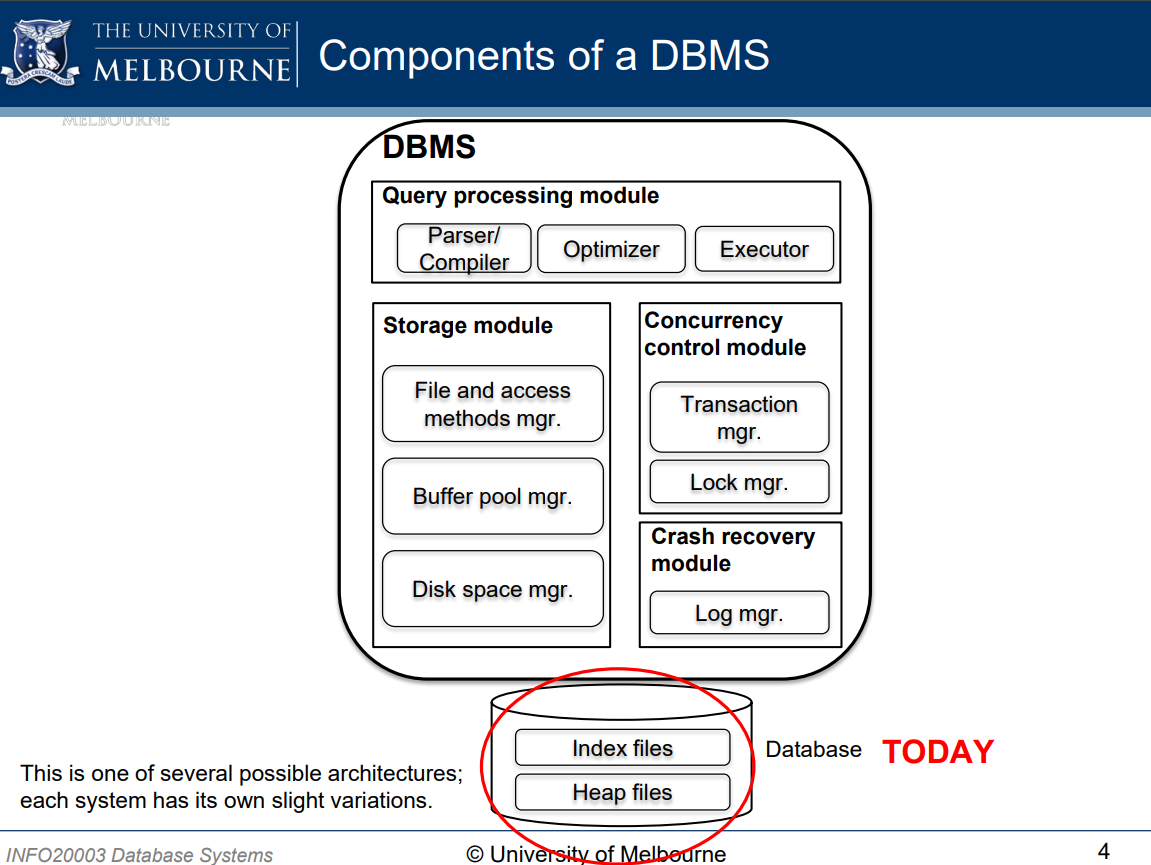 THE UNIVERSITY OF
MELBOURNE
POSTERA CRESCAM LAUDE
Components of a DBMS
MELBOURNE
DBMS
Query processing module
Parser/
Compiler
Optimizer
Executor
Storage module
File and access
methods mgr.
Buffer pool mgr.
Disk space mgr.
Concurrency
control module
Transaction
mgr.
Lock mgr.
Crash recovery
module
Log mgr.
Index files
Heap files
Database
TODAY
This is one of several possible architectures;
each system has its own slight variations.
INFO20003 Database Systems
© University of Melbourne
4